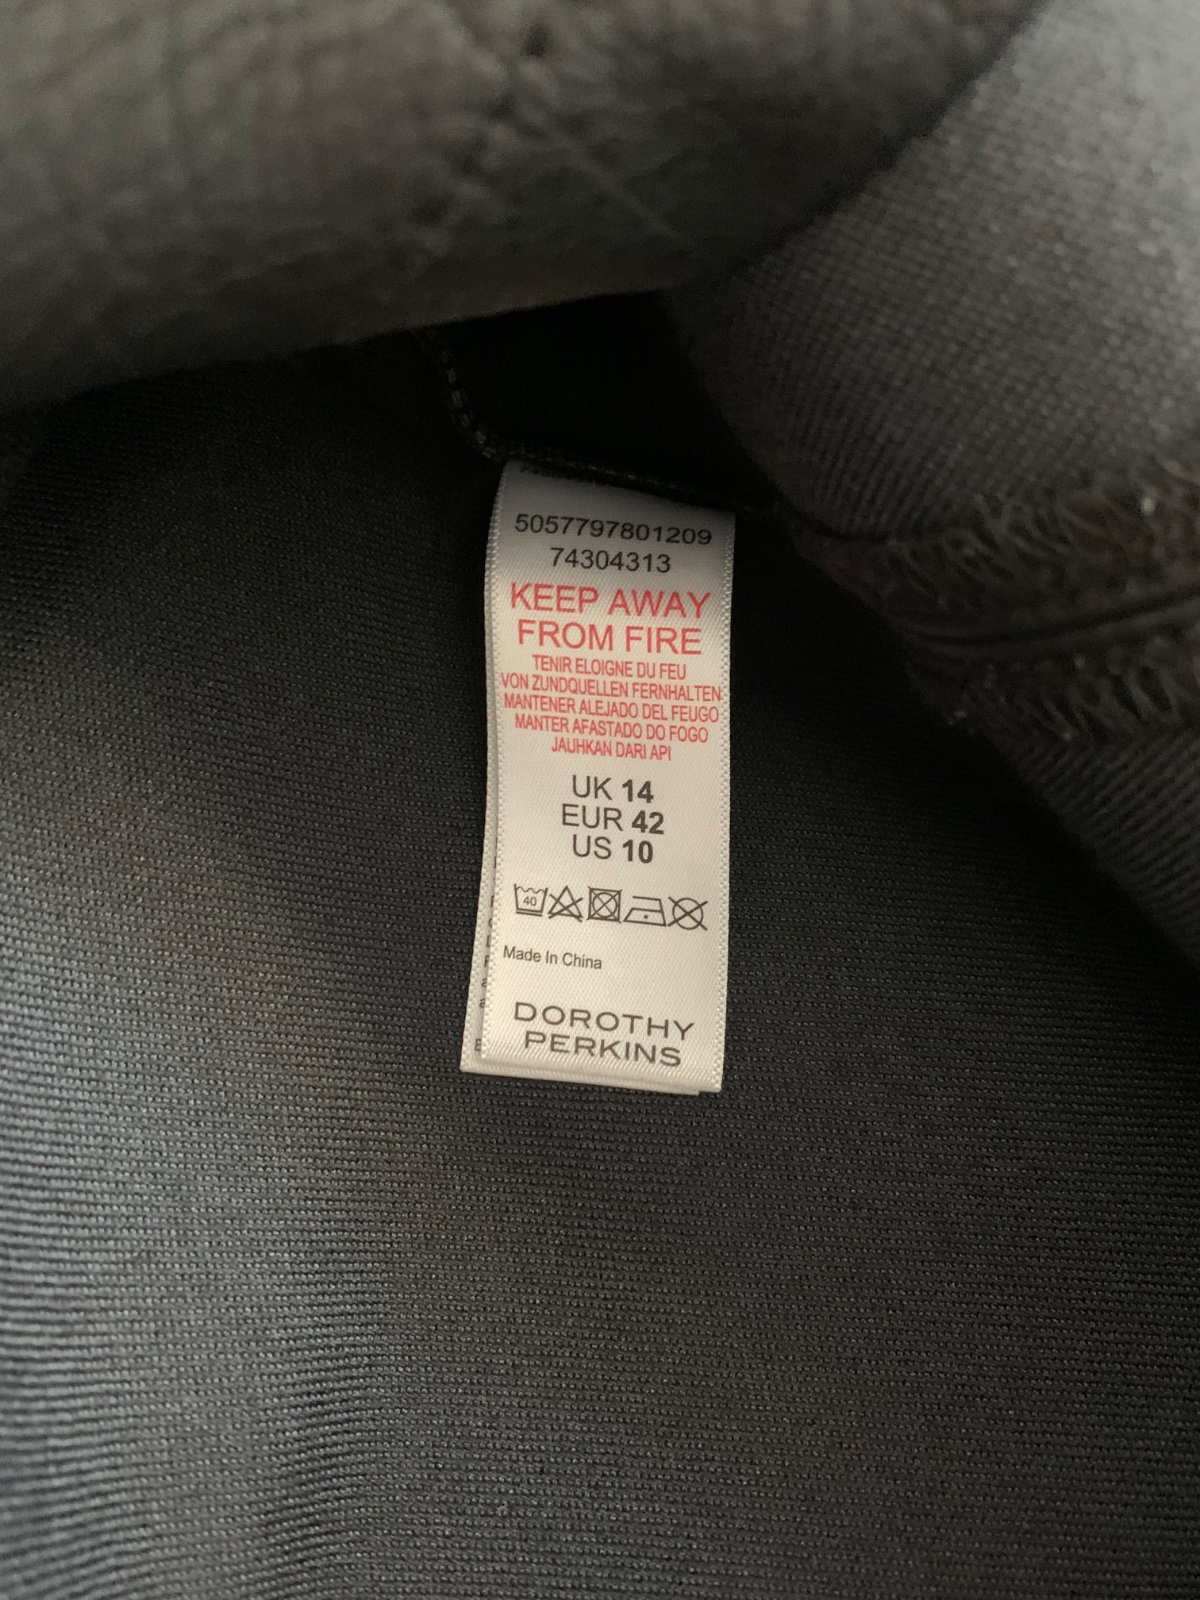 5057797801209
74304313
KEEP AWAY
FROM FIRE
TENIR ELOIGNE DU FEU
VON ZUNDQUELLEN FERNHALTEN
MANTENER ALEJADO DEL FEUGO
MANTER AFASTADO DO FOGO
JAUHKAN DARI API
UK 14
EUR 42
US 10
40
Made In China
DOROTHY
PERKINS